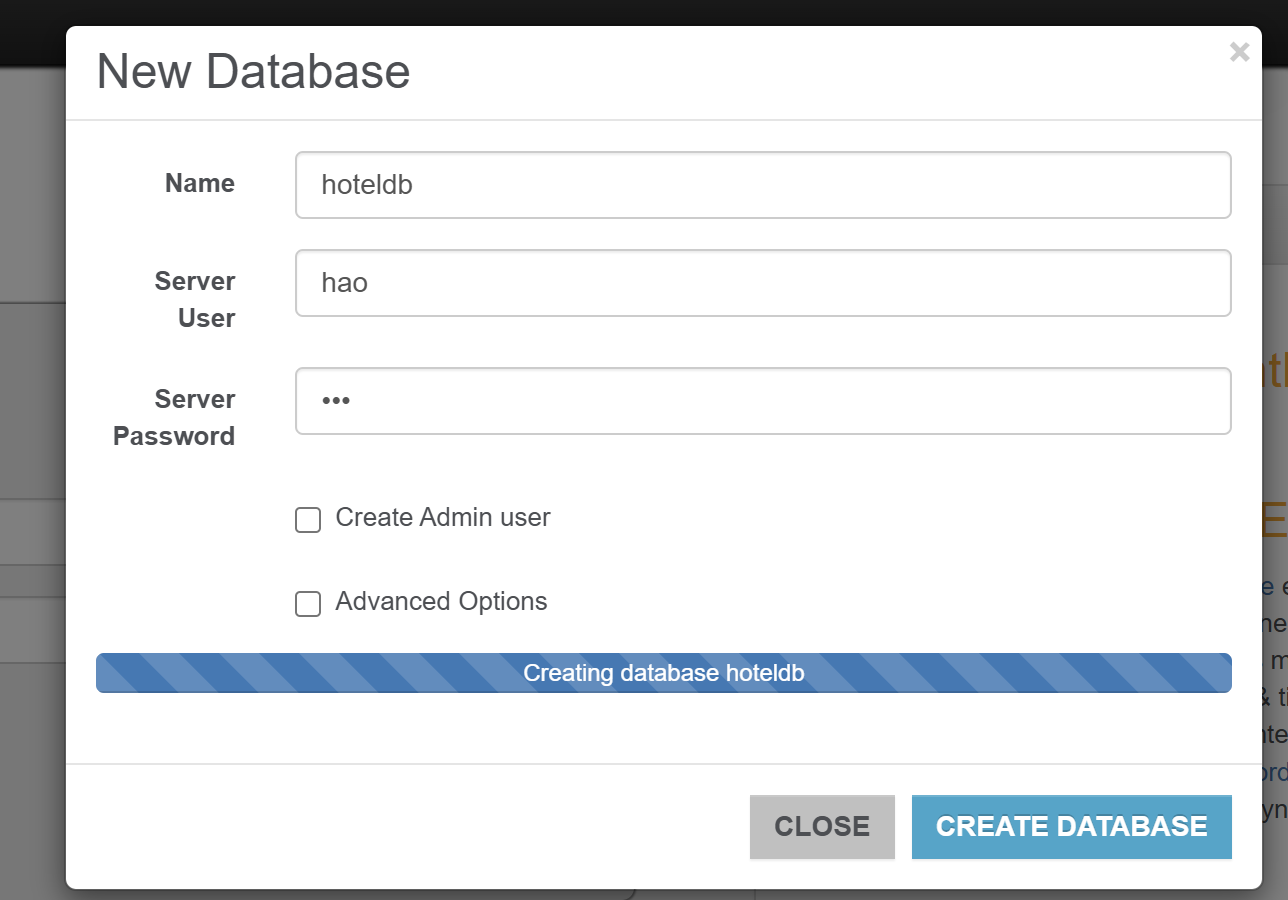 New Database
×
Name
hoteldb
Server
User
hao
Server
Password
•••
Create Admin user
Advanced Options
Creating database hoteldb
CLOSE
CREATE DATABASE